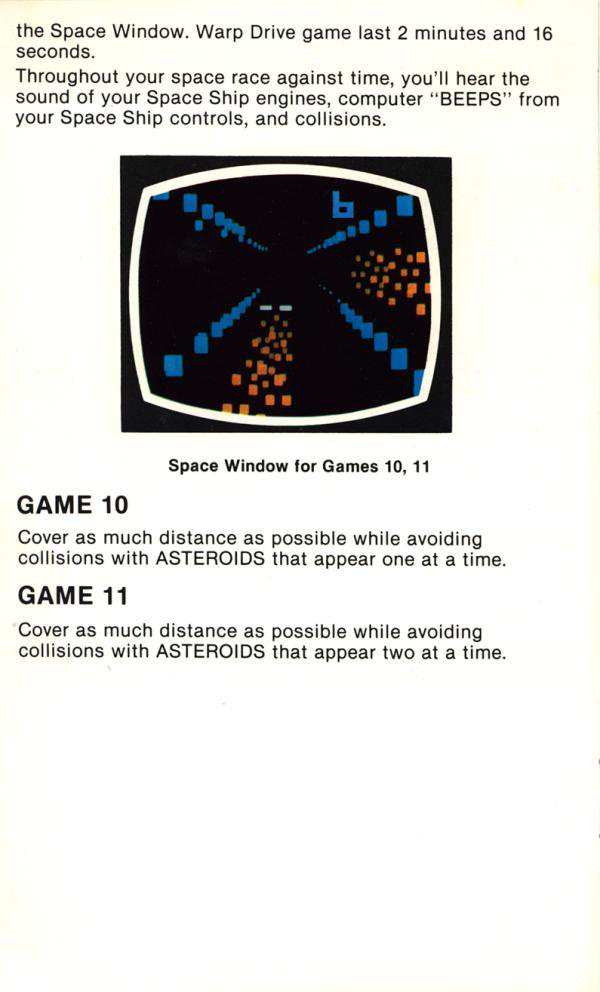 the Space Window. Warp Drive game last 2 minutes and 16
seconds.
Throughout your space race against time, you'll hear the
sound of your Space Ship engines, computer “BEEPS” from
your Space Ship controls, and collisions.
6
Space Window for Games 10, 11
GAME 10
Cover as much distance as possible while avoiding
collisions with ASTEROIDS that appear one at a time.
GAME 11
Cover as much distance as possible while avoiding
collisions with ASTEROIDS that appear two at a time.